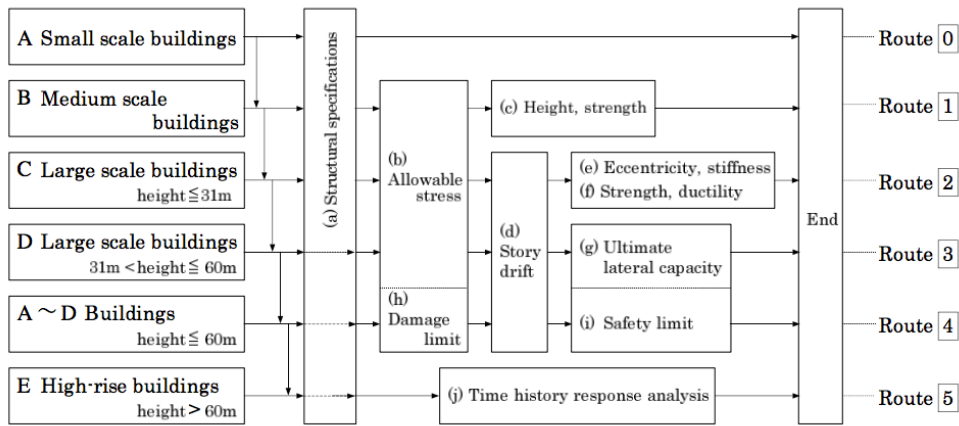 A Small scale buildings
B Medium scale
buildings
C Large scale buildings
height≦31m
D Large scale buildings
31m <height≦ 60m
A～D Buildings
height≦ 60m
E High-rise buildings
height> 60m
(a) Structural specifications
(b)
Allowable
stress
(h)
Damage
limit
(c) Height, strength
(d)
Story
drift
(e) Eccentricity, stiffness
(f) Strength, ductility
(g) Ultimate
lateral capacity
(i) Safety limit
(j) Time history response analysis
End
Route 0
Route 1
Route 2
Route 3
Route 4
Route 5